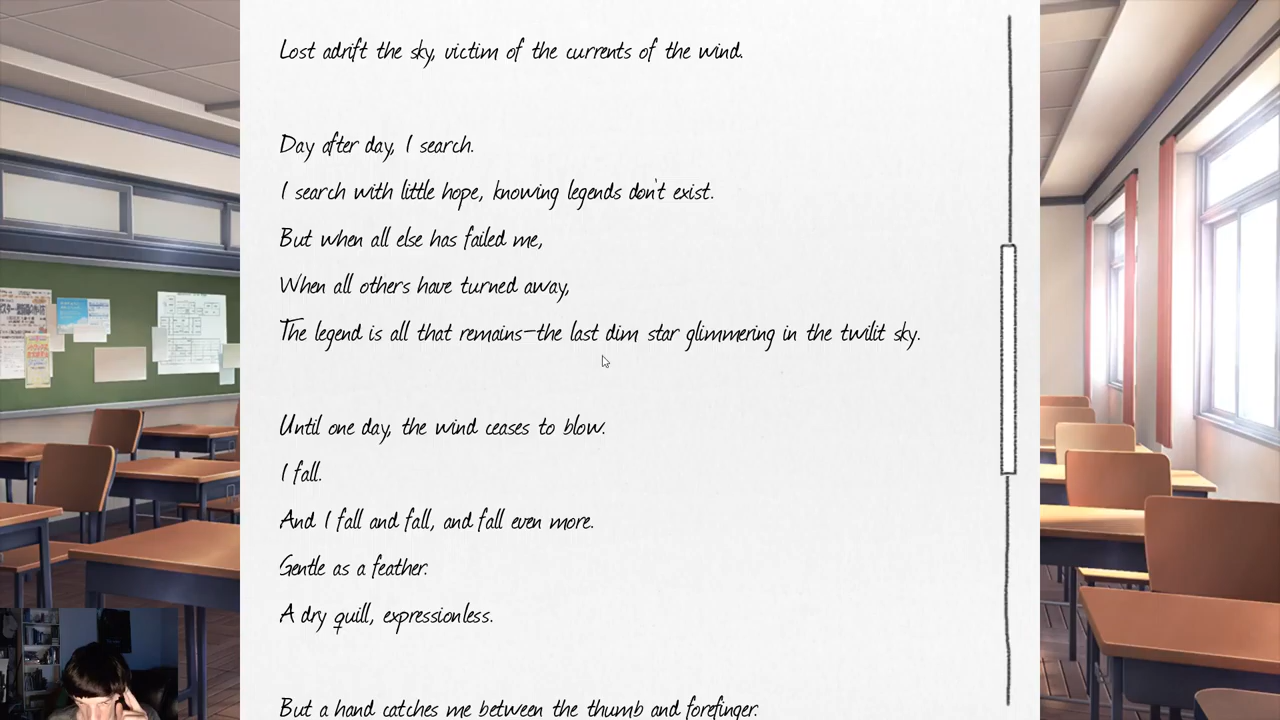 Lost adrift the sky, victim of the currents of the wind.
Day after day, I search.
I search with little hope, knowing legends don't exist.
But when all else has failed me,
When all others have turned away,
The legend is all that remains—the last dim star glimmering in the twilit sky.
Until one day, the wind ceases to blow.
I fall.
And I fall and fall, and fall even more.
Gentle as a feather.
A dry quill, expressionless.
But a hand catches me between the thumb and forefinger.